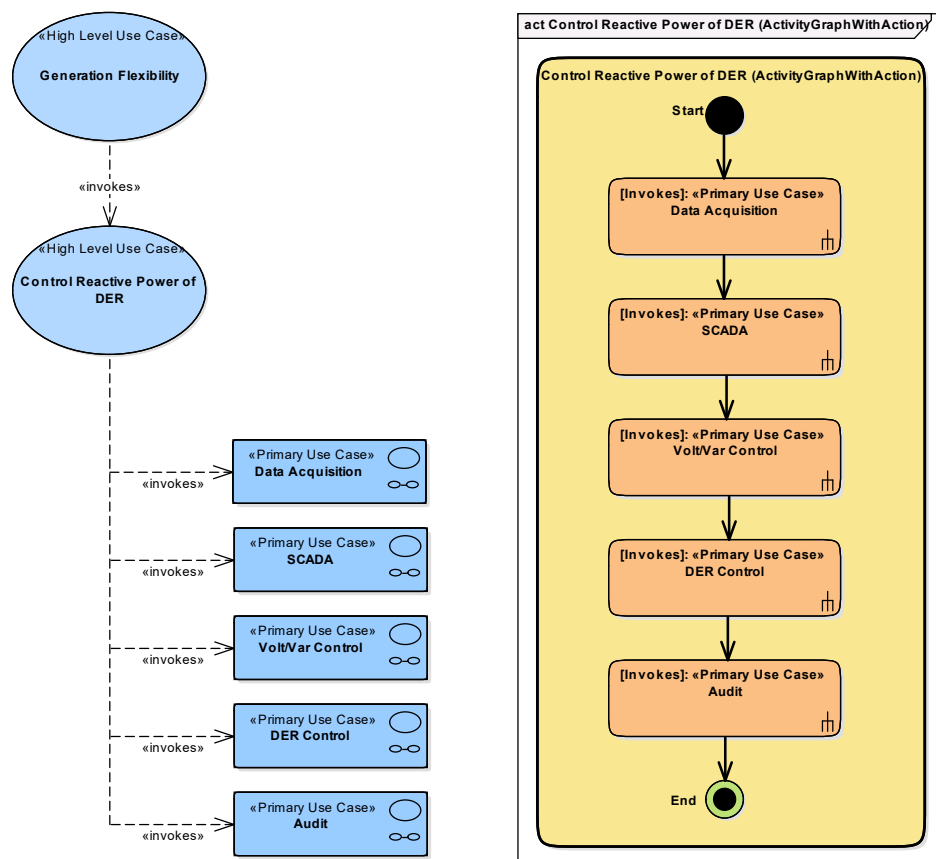 «High Level Use Case»
Generation Flexibility
«invokes»
«High Level Use Case»
Control Reactive Power of
DER
«Primary Use Case»
Data Acquisition
«invokes»
«Primary Use Case»
SCADA
«invokes»
«Primary Use Case»
Volt/Var Control
«invokes»
«Primary Use Case»
DER Control
«invokes»
«Primary Use Case»
Audit
«invokes»
act Control Reactive Power of DER (ActivityGraphWithAction)
Control Reactive Power of DER (ActivityGraphWithAction)
Start
[Invokes]: «Primary Use Case»
Data Acquisition
[Invokes]: «Primary Use Case»
SCADA
[Invokes]: «Primary Use Case»
Volt/Var Control
[Invokes]: «Primary Use Case»
DER Control
[Invokes]: «Primary Use Case»
Audit
End